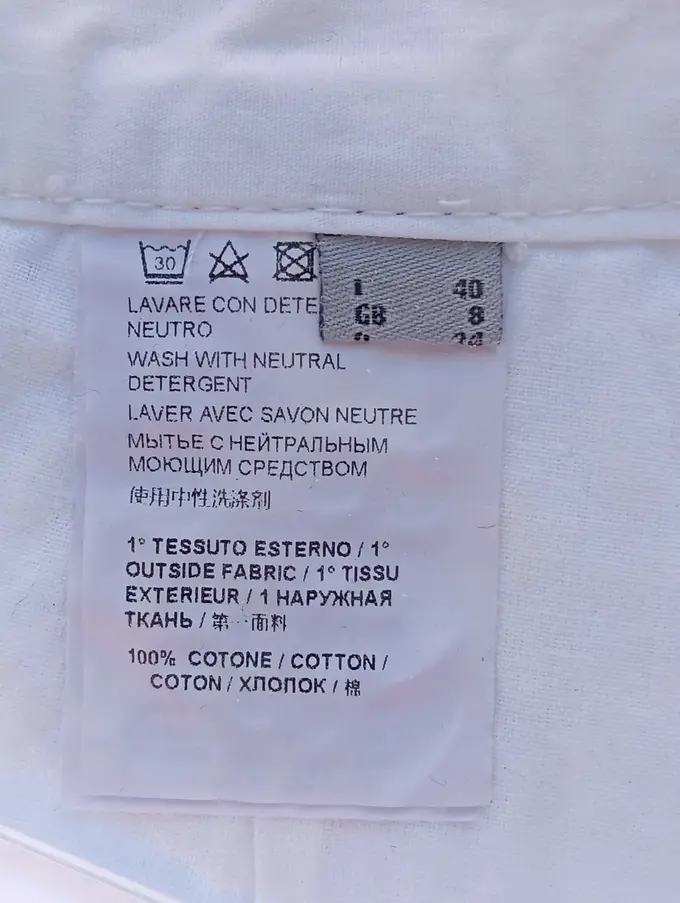 30
I 40
GB 8
LAVARE CON DETE
NEUTRO
WASH WITH NEUTRAL
DETERGENT
LAVER AVEC SAVON NEUTRE
МЫТЬЕ С НЕЙТРАЛЬНЫМ
МОЮЩИМ СРЕДСТВОМ
使用中性洗涤剂
1° TESSUTO ESTERNO / 1°
OUTSIDE FABRIC / 1° TISSU
EXTERIEUR / 1 НАРУЖНАЯ
ТКАНЬ / 第一面料
100% COTONE / COTTON /
COTON / ХЛОПОК / 棉